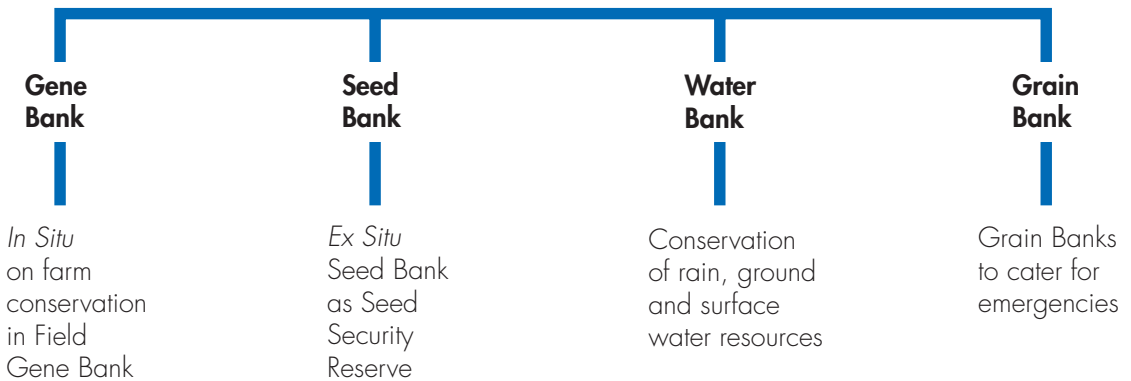 Gene
Bank
Seed
Bank
Water
Bank
Grain
Bank
In Situ
on farm
conservation
in Field
Gene Bank
Ex Situ
Seed Bank
as Seed
Security
Reserve
Conservation
of rain, ground
and surface
water resources
Grain Banks
to cater for
emergencies